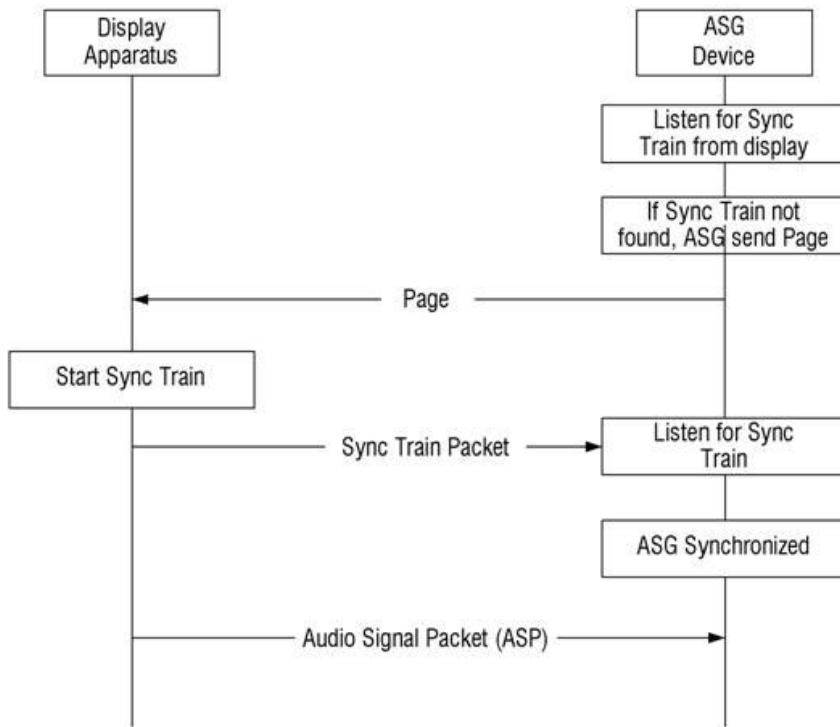 Display
Apparatus
ASG
Device
Listen for Sync
Train from display
If Sync Train not
found, ASG send Page
Page
Start Sync Train
Sync Train Packet
Listen for Sync
Train
ASG Synchronized
Audio Signal Packet (ASP)